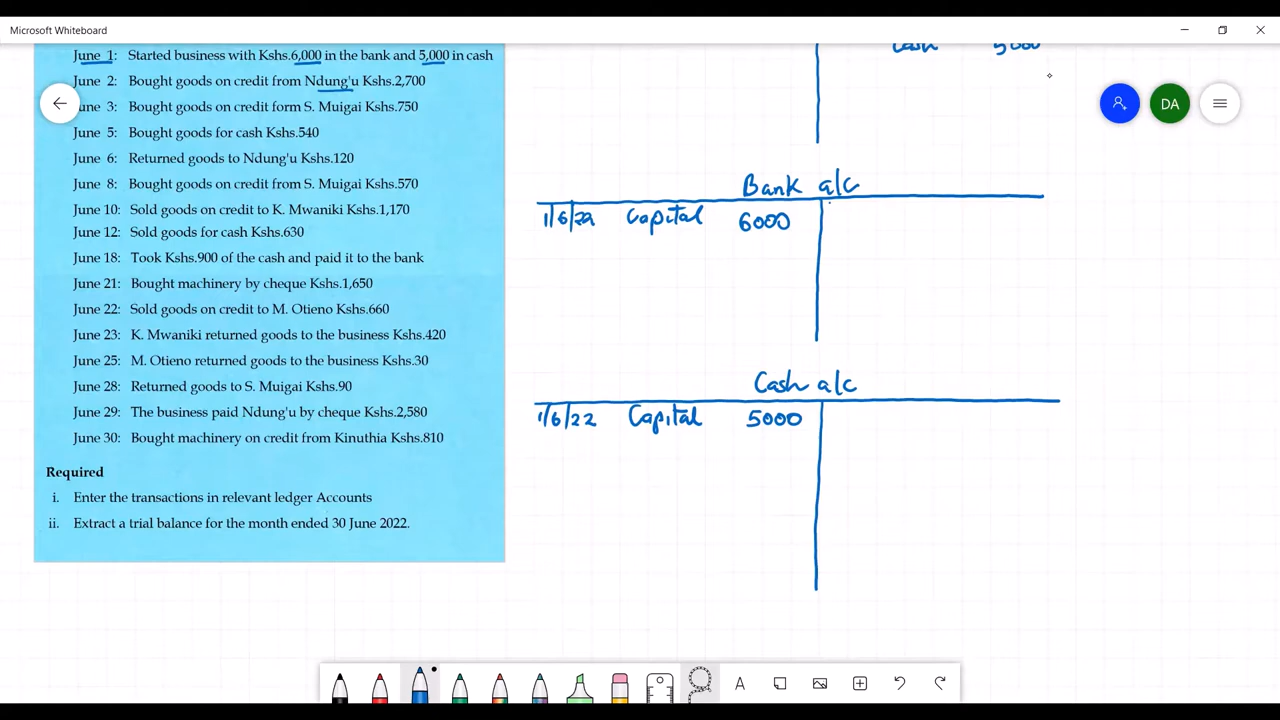 Microsoft Whiteboard
June 1: Started business with Kshs.6,000 in the bank and 5,000 in cash
June 2: Bought goods on credit from Ndung'u Kshs.2,700
une 3: Bought goods on credit form S. Muigai Kshs.750
June 5: Bought goods for cash Kshs.540
June 6: Returned goods to Ndung'u Kshs.120
June 8: Bought goods on credit from S. Muigai Kshs.570
June 10: Sold goods on credit to K. Mwaniki Kshs.1,170
June 12: Sold goods for cash Kshs.630
June 18: Took Kshs.900 of the cash and paid it to the bank
June 21: Bought machinery by cheque Kshs.1,650
June 22: Sold goods on credit to M. Otieno Kshs.660
June 23: K. Mwaniki returned goods to the business Kshs.420
June 25: M. Otieno returned goods to the business Kshs.30
June 28: Returned goods to S. Muigai Kshs.90
June 29: The business paid Ndung'u by cheque Kshs.2,580
June 30: Bought machinery on credit from Kinuthia Kshs.810
Required
i. Enter the transactions in relevant ledger Accounts
ii. Extract a trial balance for the month ended 30 June 2022.
Cash 5000
DA
Bank a/c
1/6/22 Capital 6000
Cash a/c
1/6/22 Capital 5000
A